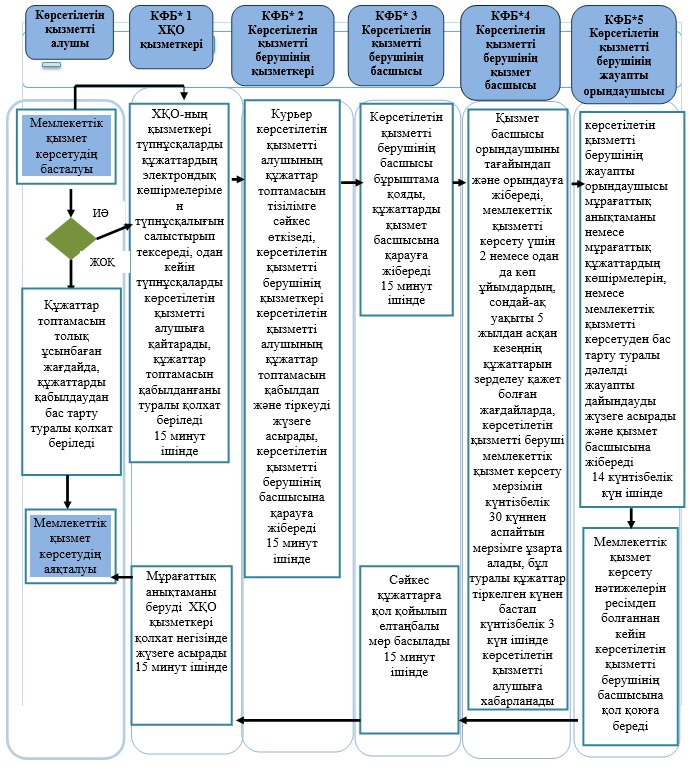 Көрсетілетін
қызметті
алушы
КФБ* 1
ХҚО
қызметкері
КФБ* 2
Көрсетілетін
қызметті
берушінің
қызметкері
КФБ* 3
Көрсетілетін
қызметті
берушінің
басшысы
КФБ*4
Көрсетілетін
қызметті
берушінің
қызмет
басшысы
КФБ*5
Көрсетілетін
қызметті
берушінің
жауапты
орындаушысы
Мемлекеттік
қызмет
көрсетудің
басталуы
ИӘ
ЖОҚ
Құжаттар
топтамасын
толық
ұсынбаған
жағдайда,
құжаттарды
қабылдаудан
бас тарту
туралы қолхат
беріледі
Мемлекеттік
қызмет
көрсетудің
аяқталуы
ХҚО-ның
қызметкері
түпнұсқаларды
құжаттардың
электрондық
көшірмелеріме
н
түпнұсқалығын
салыстырып
тексереді, одан
кейін
түпнұсқаларды
көрсетілетін
қызметті
алушыға
қайтарады,
құжаттар
топтамасын
қабылданғаны
туралы қолхат
беріледі
15 минут
ішінде
Мұрағаттық
анықтаманы
беруді ХҚО
қызметкері
қолхат негізінде
жүзеге асырады
15 минут ішінде
Курьер
көрсетілетін
қызметті
алушының
құжаттар
топтамасын
тізілімге
сәйкес
өткізеді,
көрсетілетін
қызметті
берушінің
қызметкері
көрсетілетін
қызметті
алушының
құжаттар
топтамасын
қабылдап
және тіркеуді
жүзеге
асырады,
көрсетілетін
қызметті
берушінің
басшысына
қарауға
жібереді
15 минут
ішінде
Көрсетілетін
қызметті
берушінің
басшысы
бұрыштама
қояды,
құжаттарды
қызмет
басшысына
қарауға
жібереді
15 минут
ішінде
Сәйкес
құжаттарға
қол қойылып
елтаңбалы
мөр басылады
15 минут
ішінде
Қызмет
басшысы
орындаушыны
тағайындап
және орындауға
жібереді,
мемлекеттік
қызметті
көрсету үшін
2 немесе одан
да көп
ұйымдардың,
сондай-ақ
уақыты 5
жылдан асқан
кезеңнің
құжаттарын
зерделеу қажет
болған
жағдайларда,
көрсетілетін
қызметті беруші
мемлекеттік
қызмет көрсету
мерзімін
күнтізбелік
30 күннен
аспайтын
мерзімге ұзарта
алады, бұл
туралы құжаттар
тіркелген күнен
бастап
күнтізбелік 3
күн ішінде
көрсетілетін
қызметті
алушыға
хабарланады
көрсетілетін
қызметті
берушінің
жауапты
орындаушысы
мұрағаттық
анықтаманы
немесе
мұрағаттық
құжаттардың
көшірмелерін,
немесе
мемлекеттік
қызметті
көрсетуден бас
тарту туралы
дәлелді
жауапты
дайындауды
жүзеге асырады
және қызмет
басшысына
жібереді
14 күнтізбелік
күн ішінде
Мемлекеттік
қызмет
көрсету
нәтижелерін
ресімдеп
болғаннан
кейін
көрсетілетін
қызметті
берушінің
басшысына
қол қоюға
береді